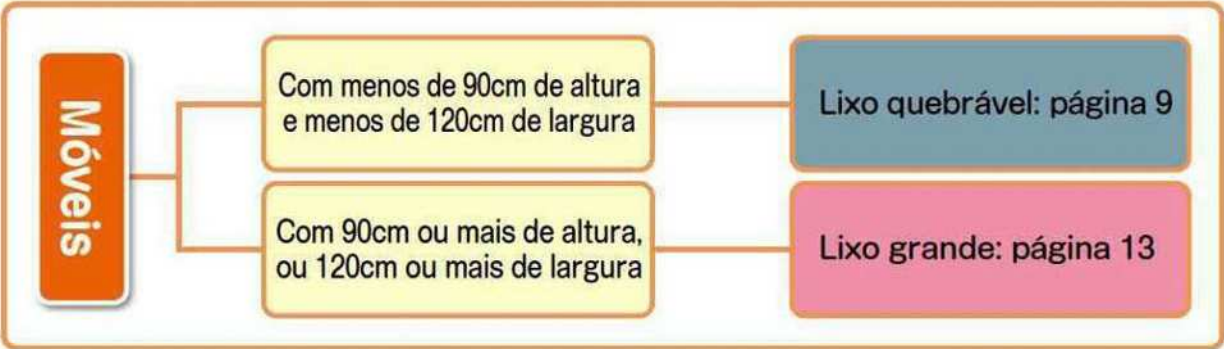 Móveis
Com menos de 90cm de altura
e menos de 120cm de largura
Lixo quebrável: página 9
Com 90cm ou mais de altura,
ou 120cm ou mais de largura
Lixo grande: página 13